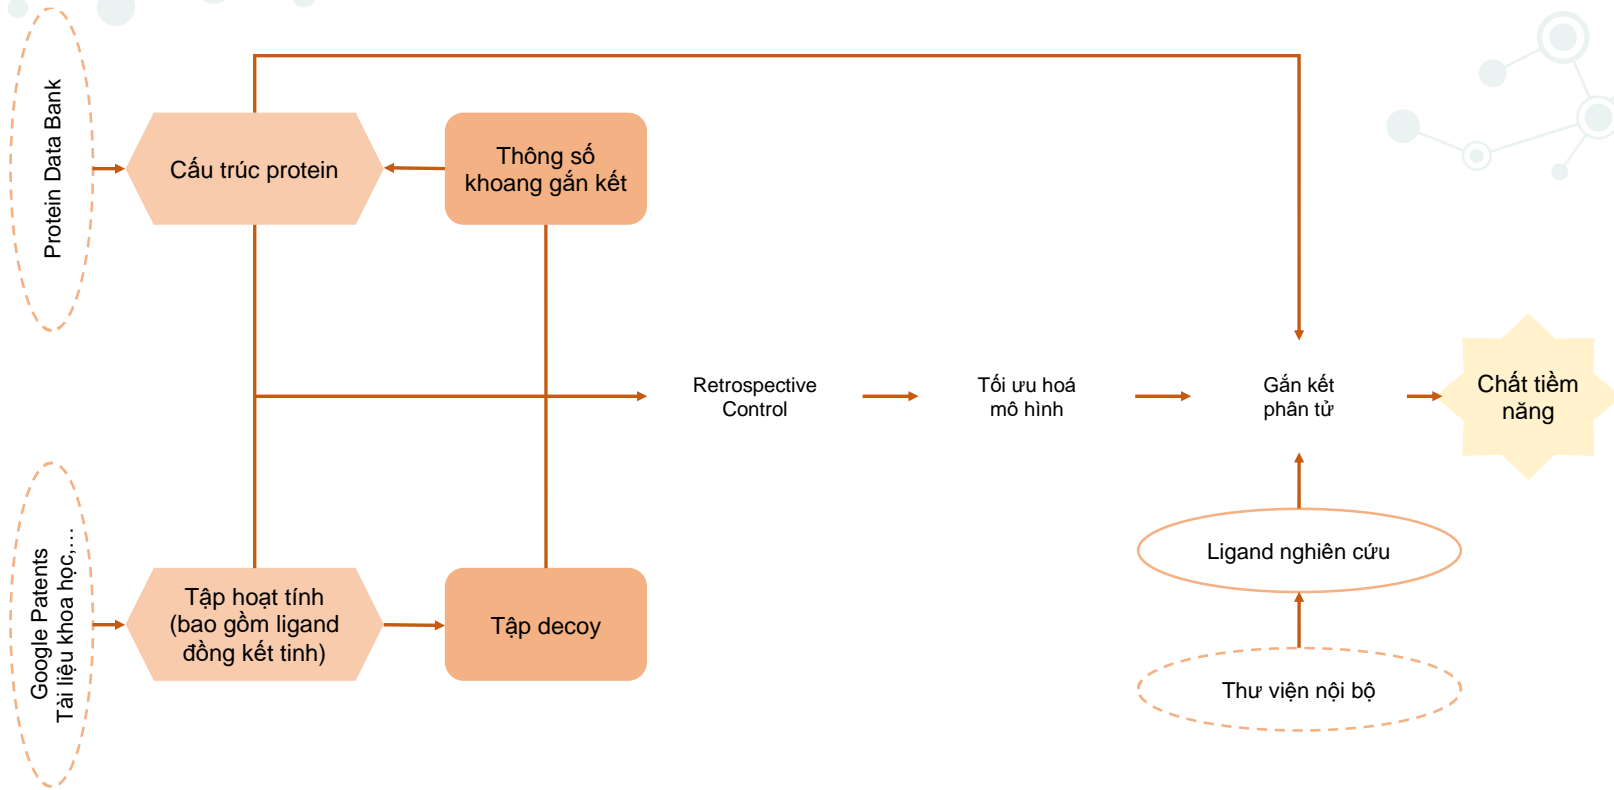 Protein Data Bank
Cấu trúc protein
Thông số
khoang gắn kết
Retrospective
Control
Tối ưu hoá
mô hình
Gắn kết
phân tử
Chất tiềm
năng
Google Patents
Tài liệu khoa học,…
Tập hoạt tính
(bao gồm ligand
đồng kết tinh)
Tập decoy
Ligand nghiên cứu
Thư viện nội bộ